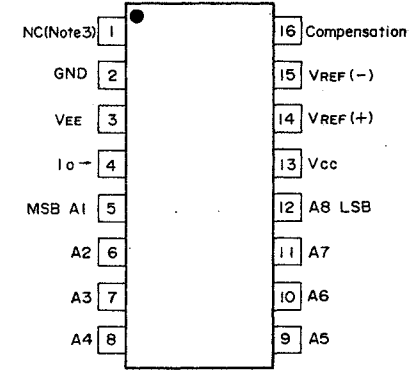 NC(Note3) 1 16 Compensation
GND 2 15 VREF(-)
VEE 3 14 VREF(+)
Io→ 4 13 Vcc
MSB A1 5 12 A8 LSB
A2 6 11 A7
A3 7 10 A6
A4 8 9 A5